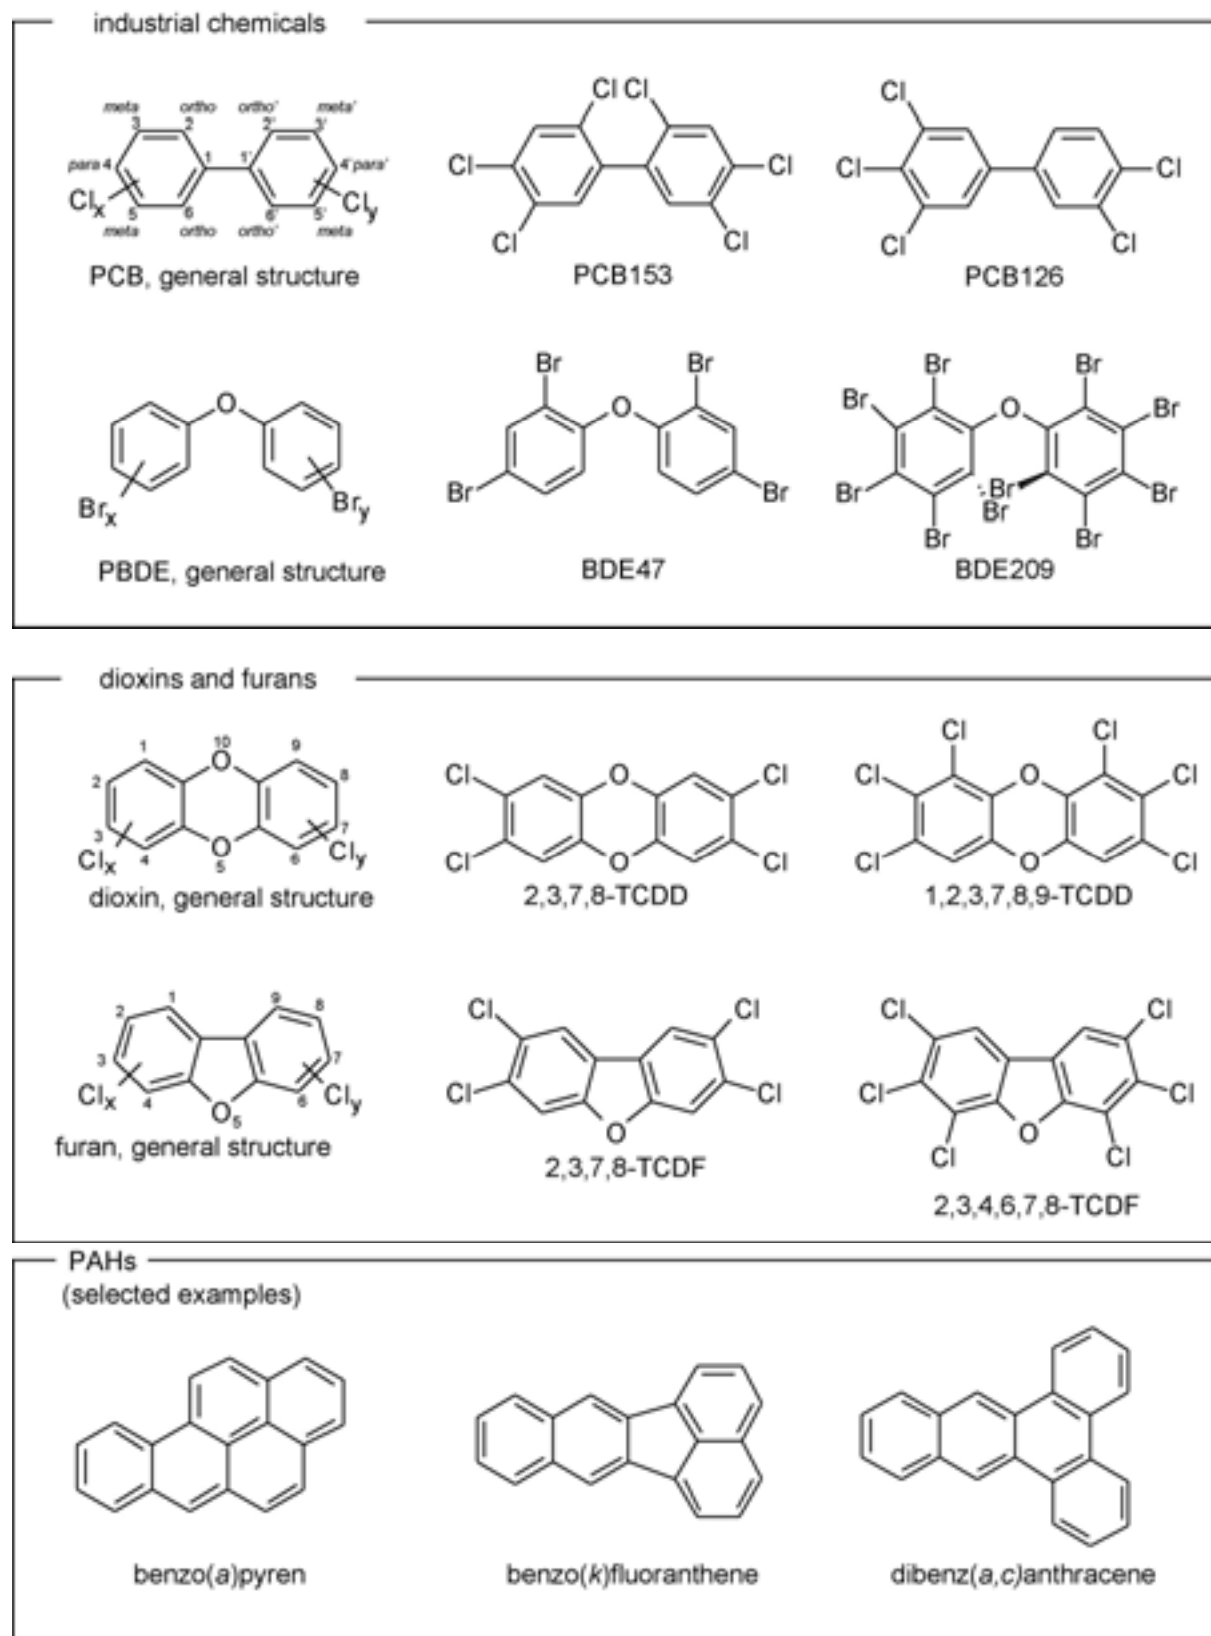 industrial chemicals
meta ortho ortho' meta'
3 2 2' 3'
para 4 1 1' 4' para'
Clx 5 6 6' 5' Cly
meta ortho ortho' meta
PCB, general structure
Cl Cl
Cl Cl
Cl Cl
PCB153
Cl
Cl Cl
Cl Cl
PCB126
O
Brx Bry
PBDE, general structure
Br Br
O
Br Br
BDE47
Br Br
Br O Br
Br Br Br
Br
Br Br
BDE209
dioxins and furans
1 10 9
O
2 8
3 7
Clx 4 O 6 Cly
5
dioxin, general structure
Cl O Cl
Cl O Cl
2,3,7,8-TCDD
Cl Cl
Cl O Cl
Cl O Cl
1,2,3,7,8,9-TCDD
1 9
2 8
3 7
Clx 4 6 Cly
O 5
furan, general structure
Cl Cl
Cl Cl
O
2,3,7,8-TCDF
Cl Cl
Cl Cl
O
Cl Cl
2,3,4,6,7,8-TCDF
PAHs
(selected examples)
benzo(a)pyren
benzo(k)fluoranthene
dibenz(a,c)anthracene